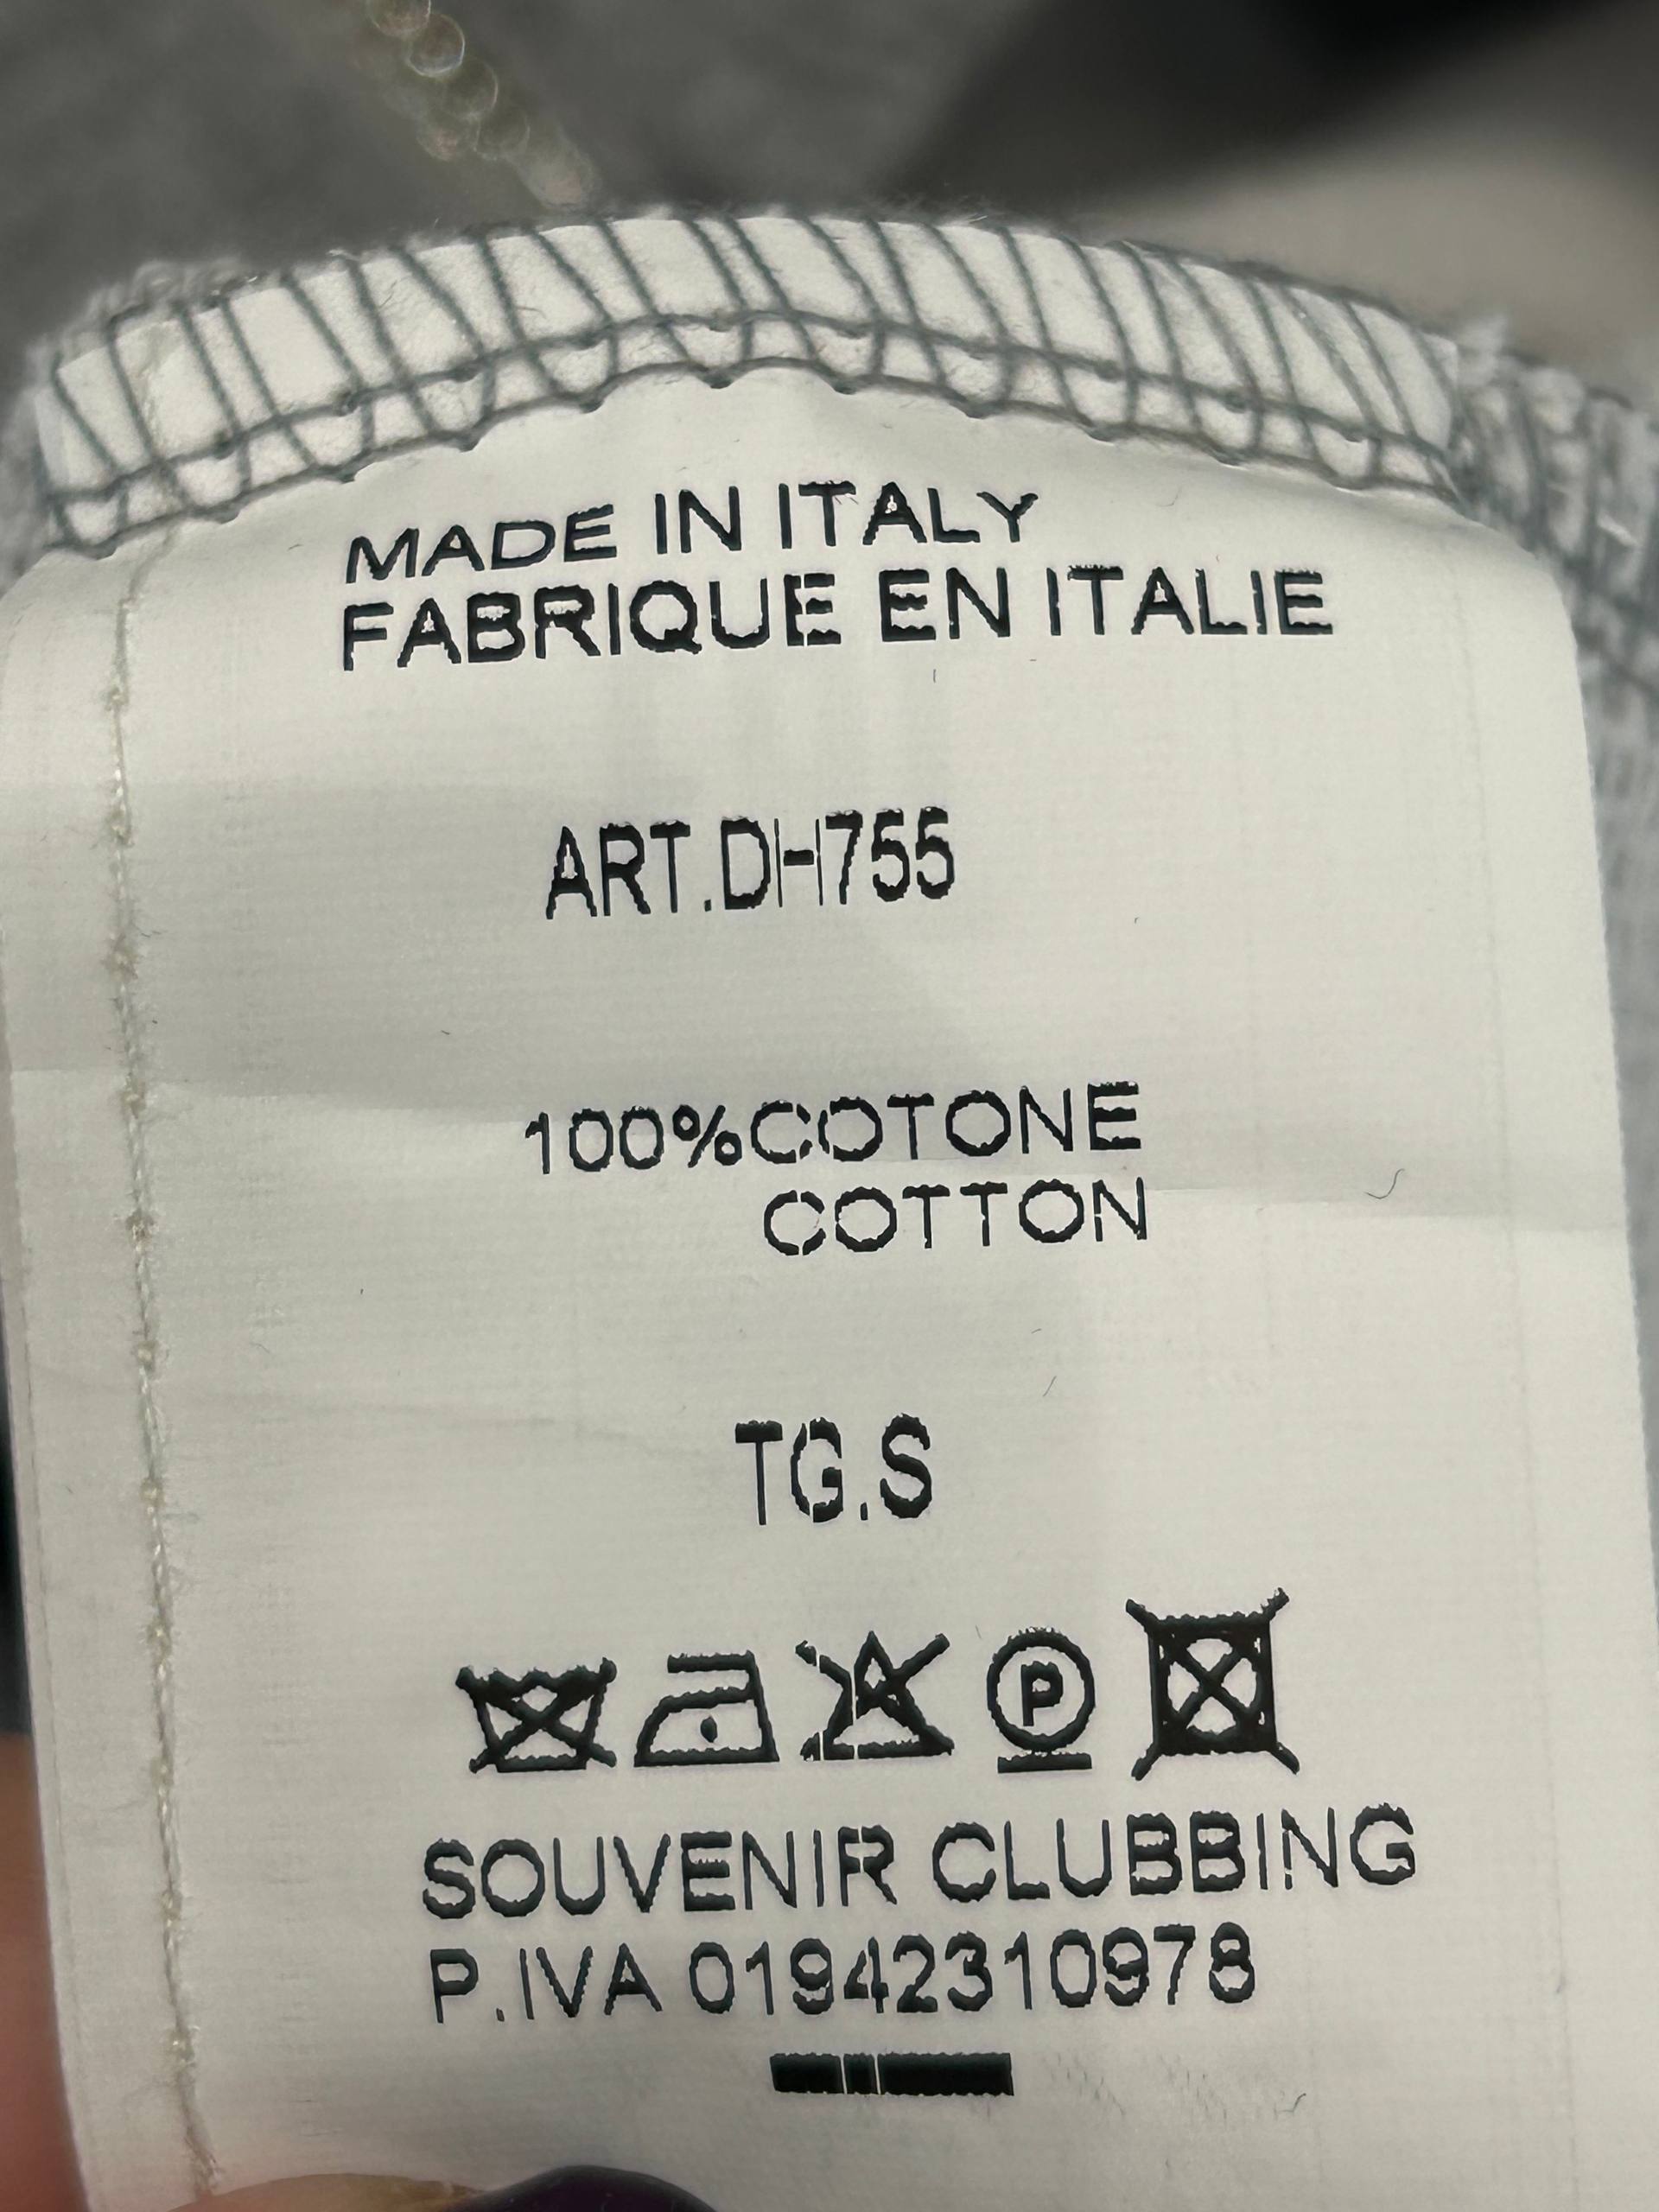 MADE IN ITALY
FABRIQUE EN ITALIE
ART.DH755
100%COTONE
COTTON
TG.S
P
SOUVENIR CLUBBING
P.IVA 01942310978